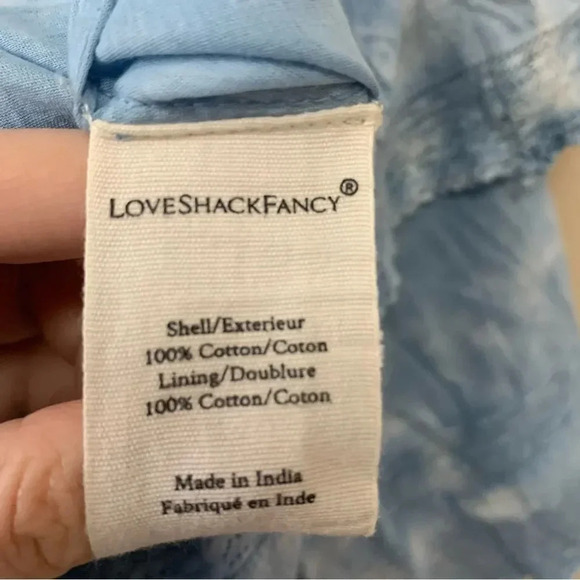 LOVESHACKFANCY®
Shell/Exterieur
100% Cotton/Coton
Lining/Doublure
100% Cotton/Coton
Made in India
Fabriqué en Inde